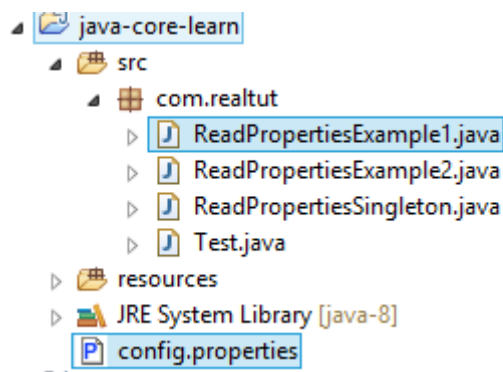 java-core-learn
src
com.realtut
ReadPropertiesExample1.java
ReadPropertiesExample2.java
ReadPropertiesSingleton.java
Test.java
resources
JRE System Library [java-8]
config.properties